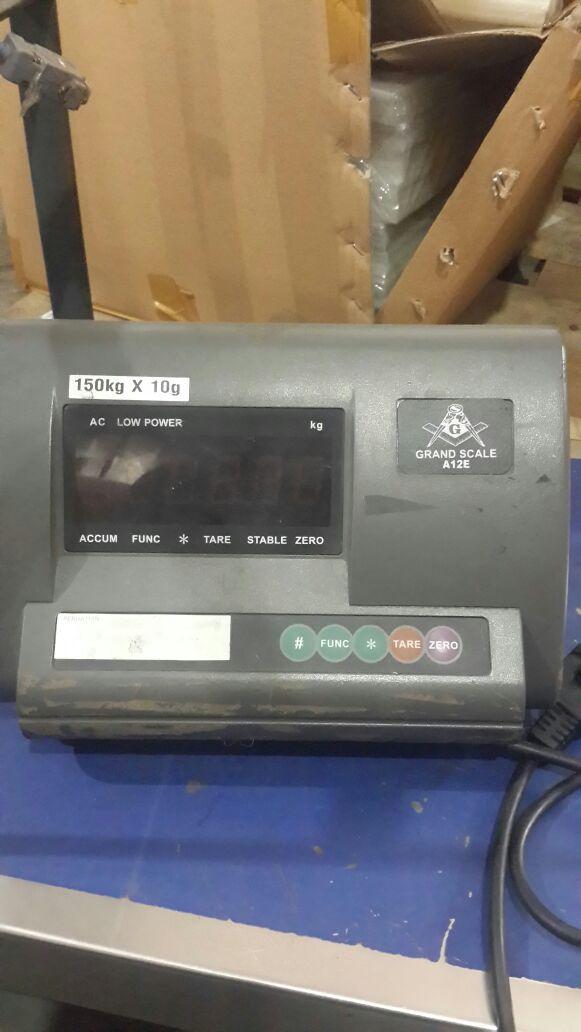 150kg X 10g
AC LOW POWER kg
G
GRAND SCALE
A12E
ACCUM FUNC * TARE STABLE ZERO
# FUNC * TARE ZERO